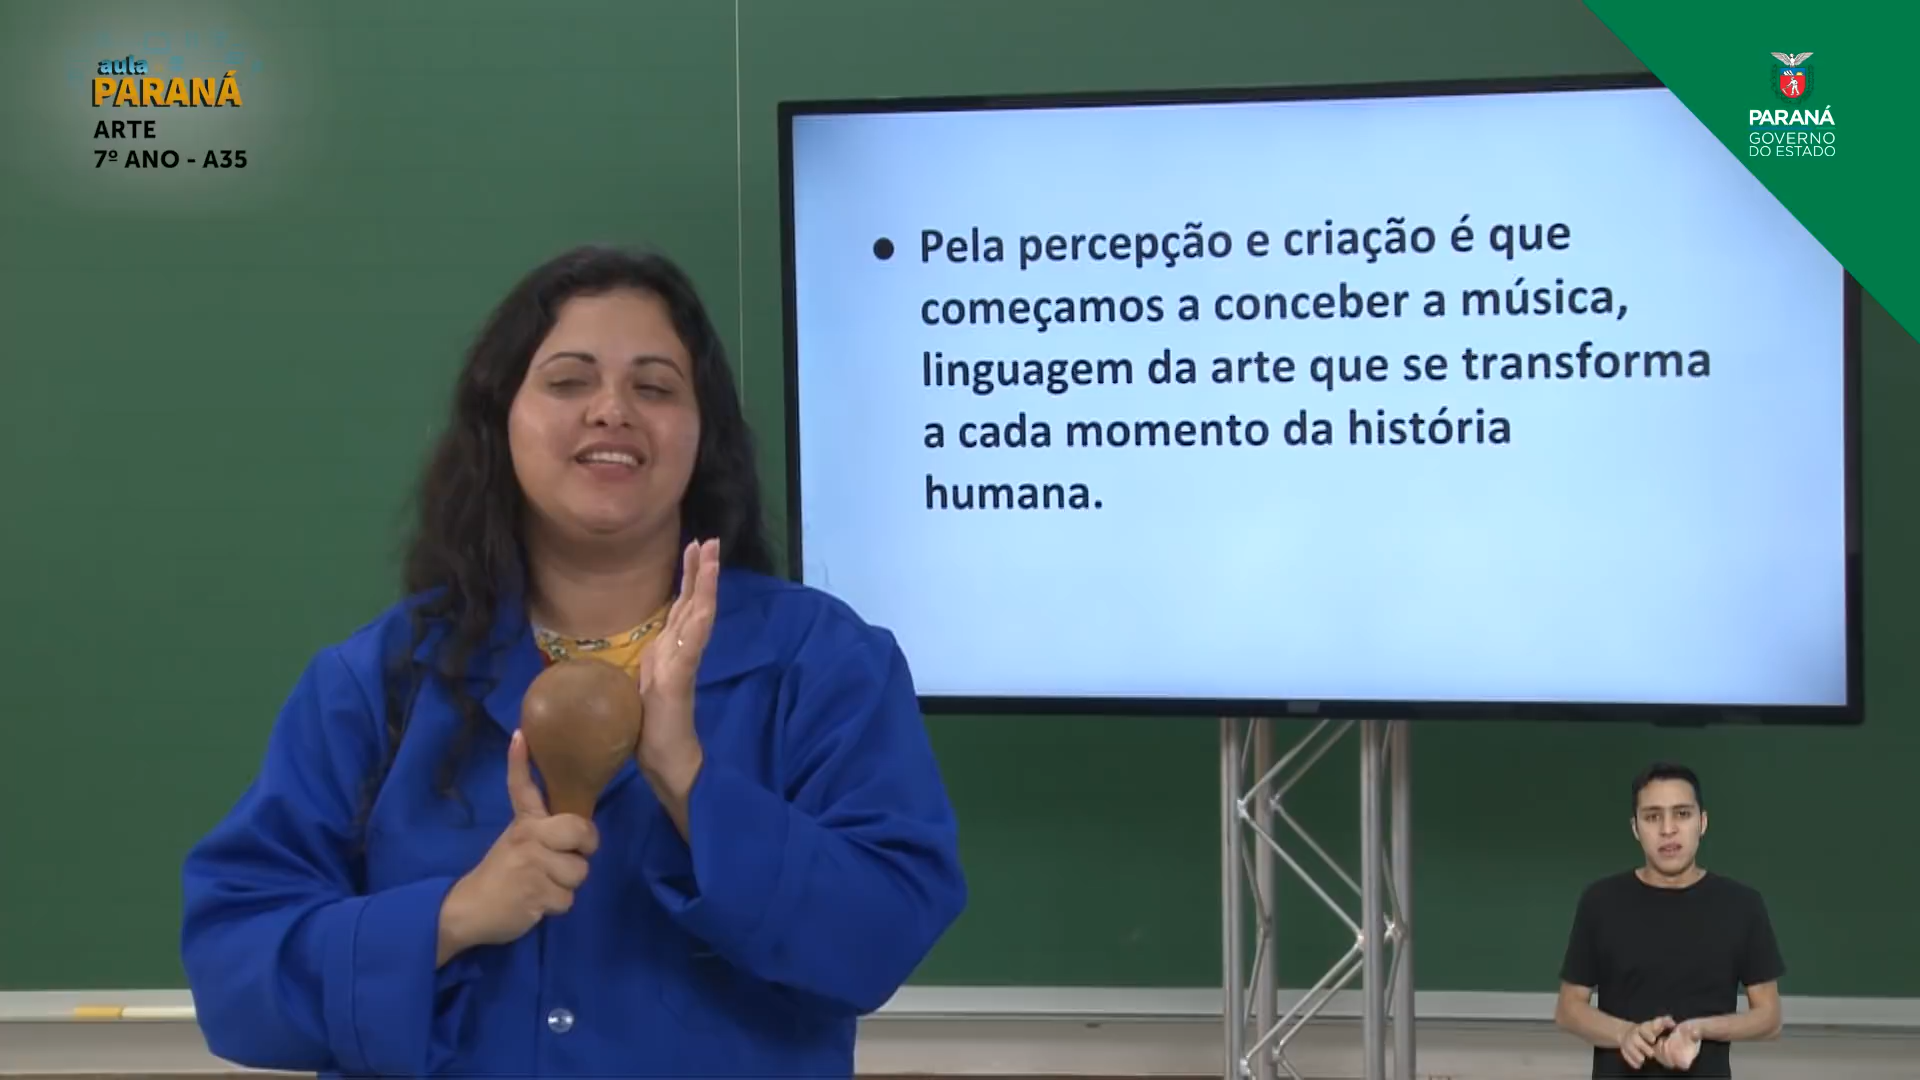 aula
PARANÁ
ARTE
7º ANO - A35
PARANÁ
GOVERNO
DO ESTADO
● Pela percepção e criação é que
começamos a conceber a música,
linguagem da arte que se transforma
a cada momento da história
humana.